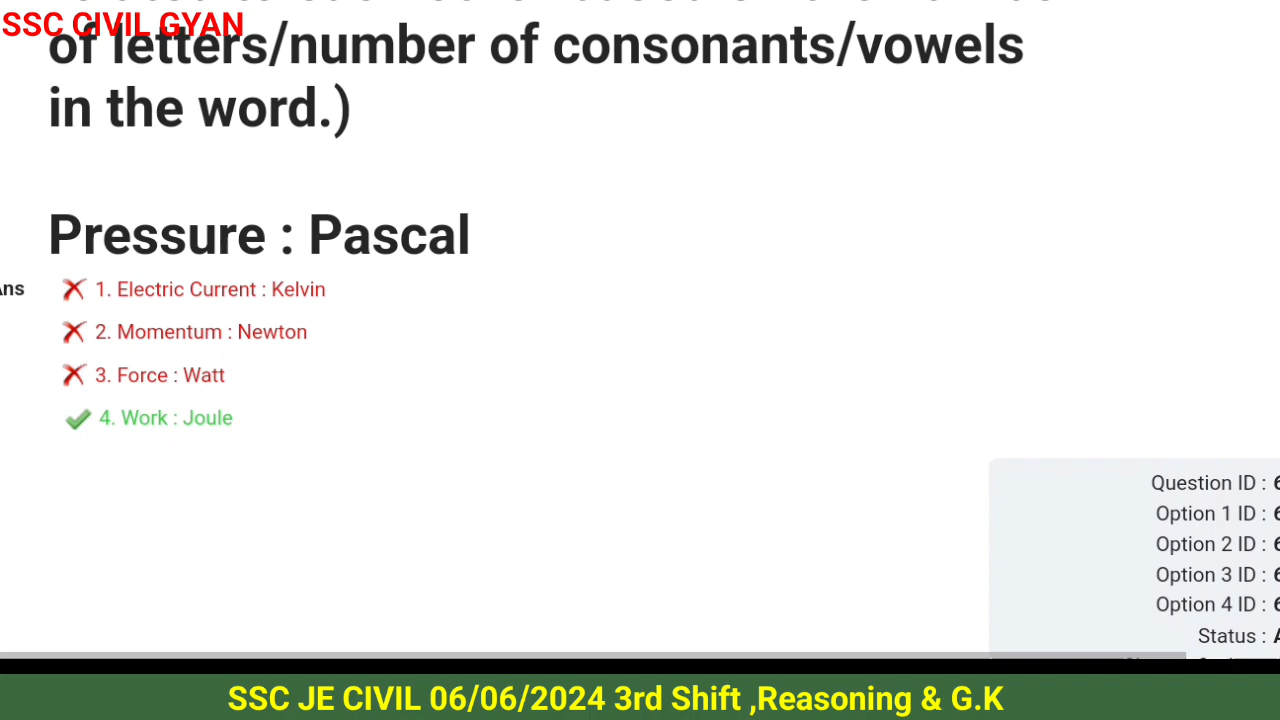 SSC CIVIL GYAN
of letters/number of consonants/vowels
in the word.)
Pressure : Pascal
Ans
1. Electric Current : Kelvin
2. Momentum : Newton
3. Force : Watt
4. Work : Joule
Question ID :
Option 1 ID :
Option 2 ID :
Option 3 ID :
Option 4 ID :
Status :
SSC JE CIVIL 06/06/2024 3rd Shift ,Reasoning & G.K